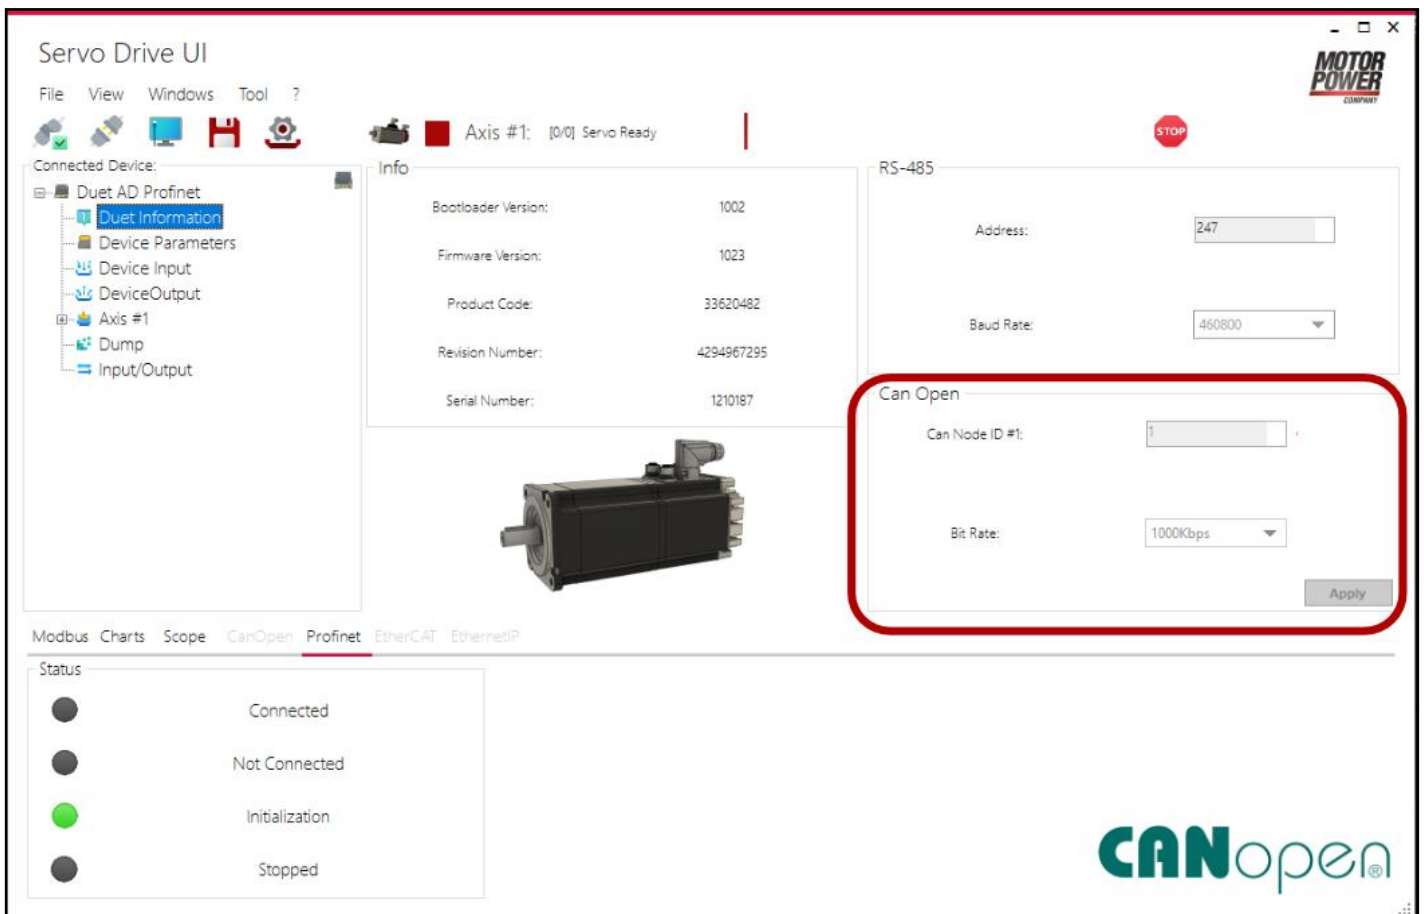 Servo Drive UI
MOTOR
POWER
COMPANY
File View Windows Tool ?
Axis #1: [0/0] Servo Ready
STOP
Connected Device:
Duet AD Profinet
Duet Information
Device Parameters
Device Input
DeviceOutput
Axis #1
Dump
Input/Output
Info
Bootloader Version: 1002
Firmware Version: 1023
Product Code: 33620482
Revision Number: 4294967295
Serial Number: 1210187
RS-485
Address: 247
Baud Rate: 460800
Can Open
Can Node ID #1: 1
Bit Rate: 1000Kbps
Apply
Modbus Charts Scope CanOpen Profinet EtherCAT EthernetIP
Status
Connected
Not Connected
Initialization
Stopped
CANopen®